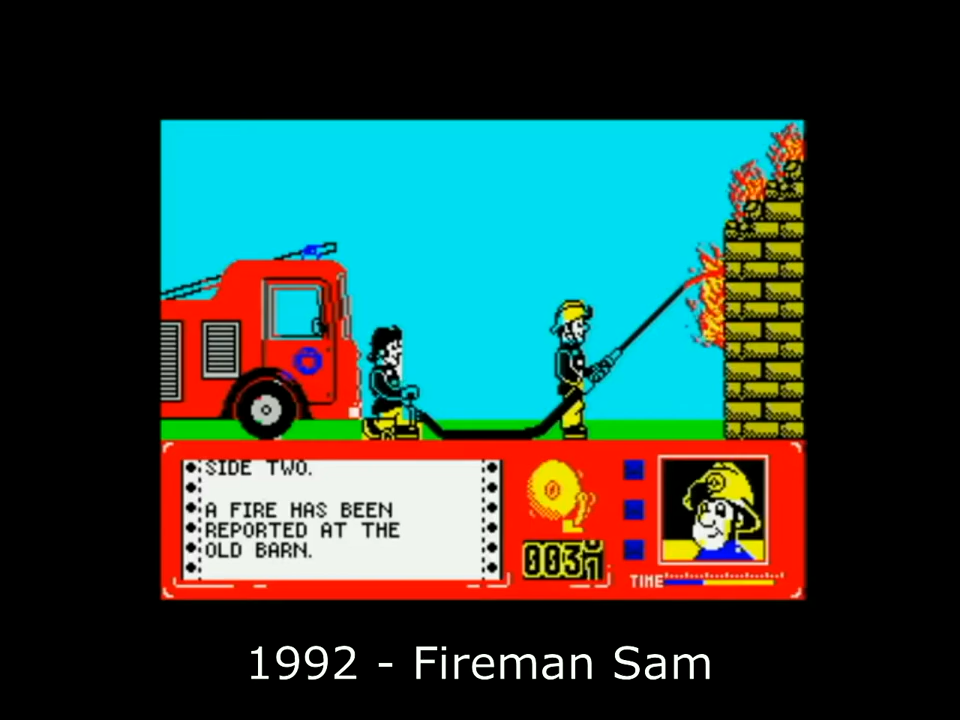 SIDE TWO.
A FIRE HAS BEEN
REPORTED AT THE
OLD BARN.
TIME
1992 - Fireman Sam